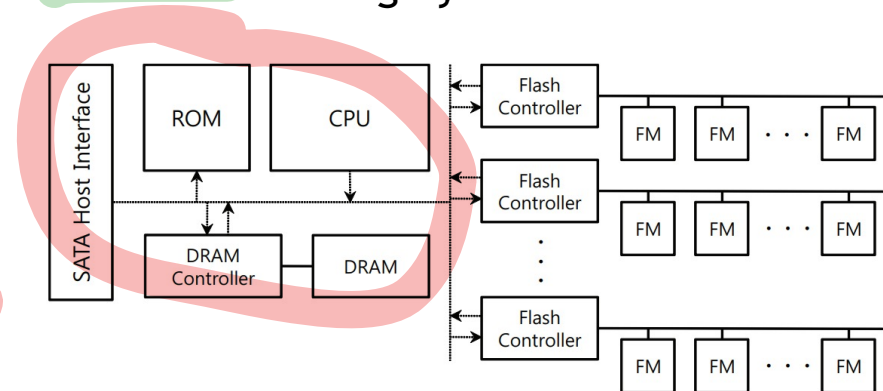 SATA Host Interface
ROM
CPU
DRAM
Controller
DRAM
Flash
Controller
FM
FM
. . .
FM
Flash
Controller
FM
FM
. . .
FM
Flash
Controller
FM
FM
. . .
FM